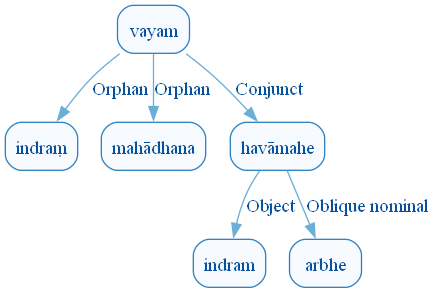 vayam
Orphan Orphan Conjunct
indraṃ mahādhana havāmahe
Object Oblique nominal
indram arbhe